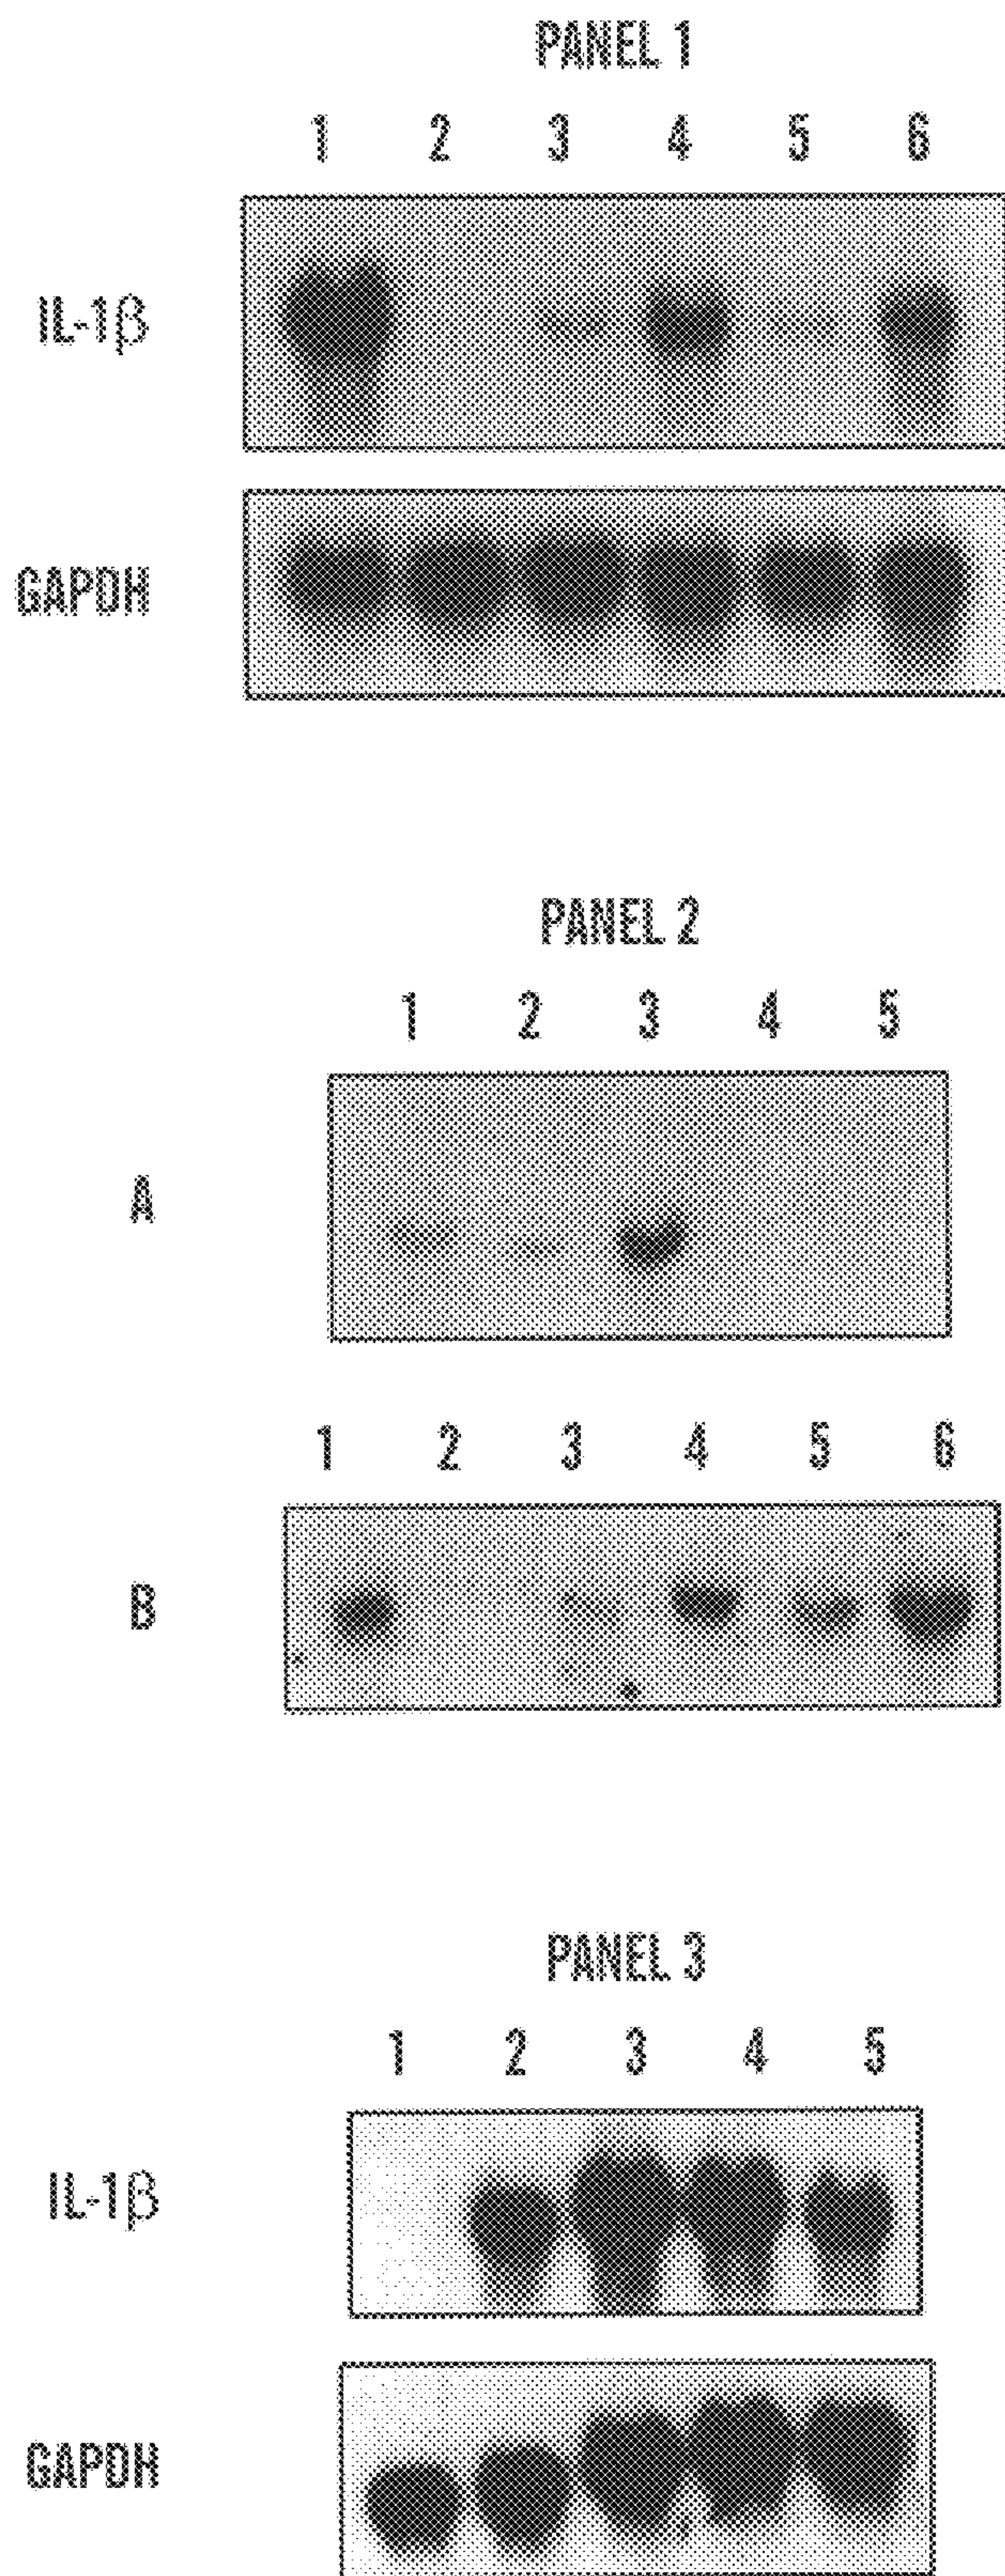 PANEL 1
1 2 3 4 5 6
IL-1β
GAPDH
PANEL 2
1 2 3 4 5
A
1 2 3 4 5 6
B
PANEL 3
1 2 3 4 5
IL-1β
GAPDH